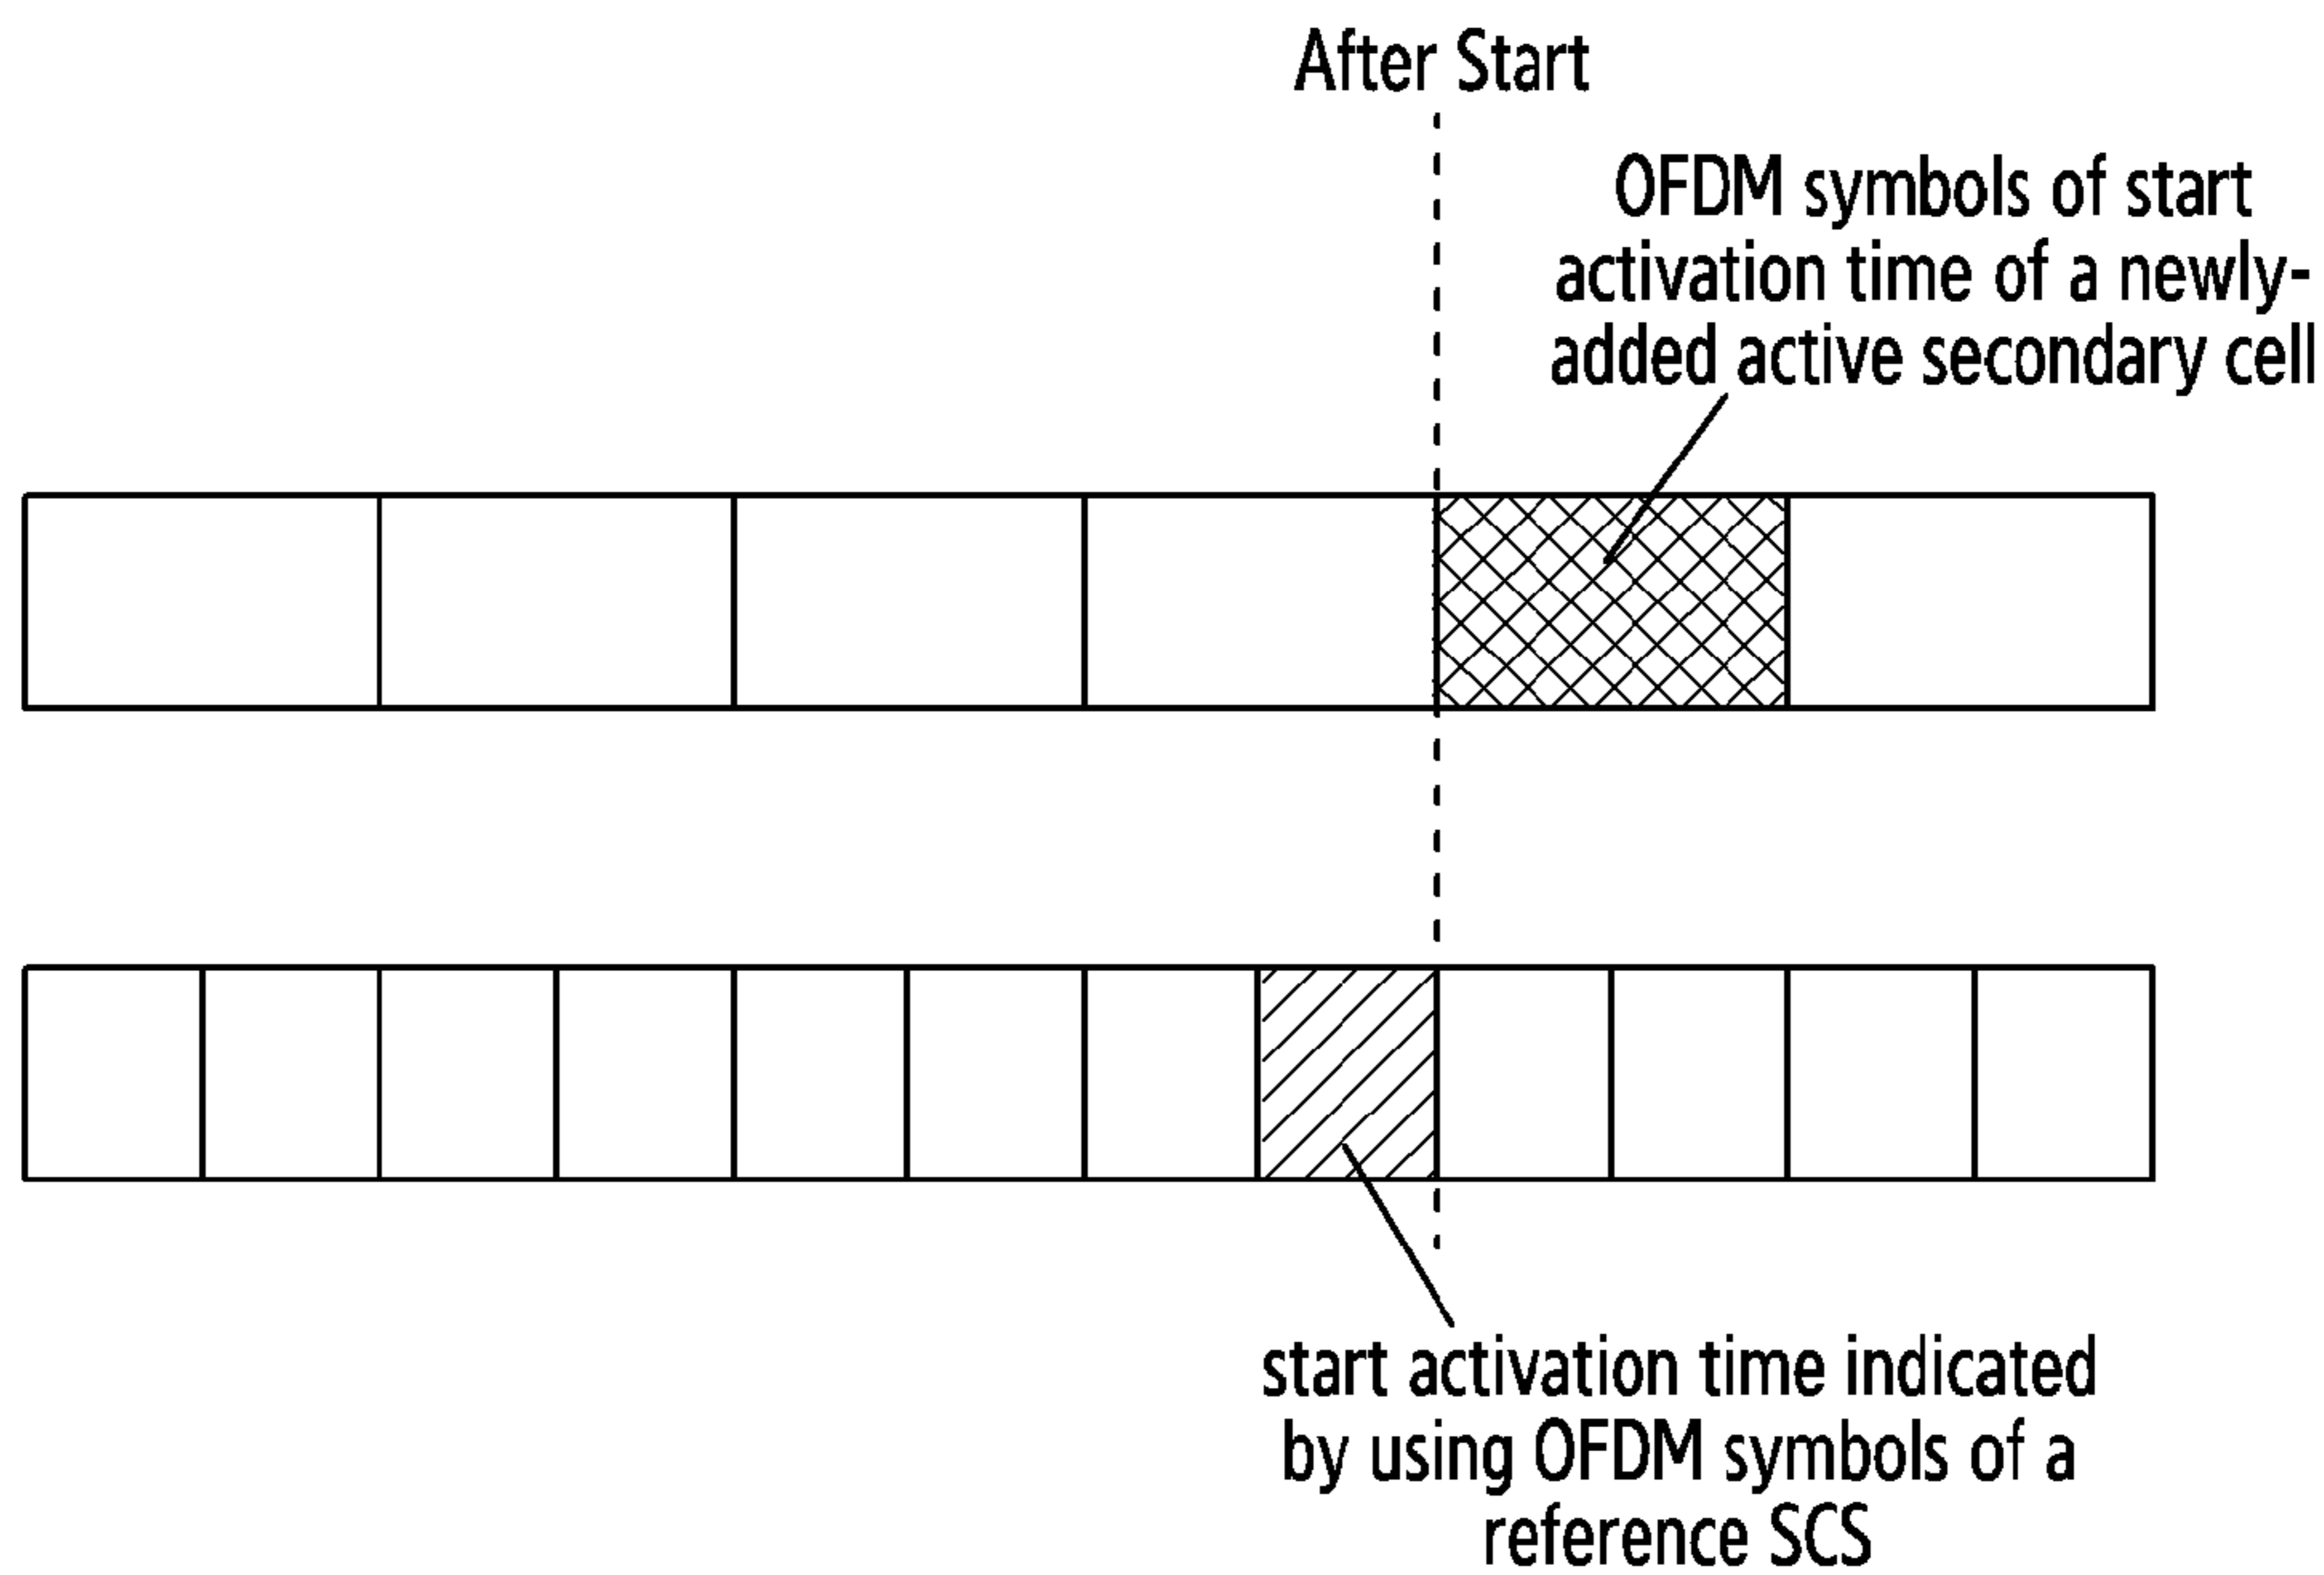 After Start
OFDM symbols of start
activation time of a newly-
added active secondary cell
start activation time indicated
by using OFDM symbols of a
reference SCS